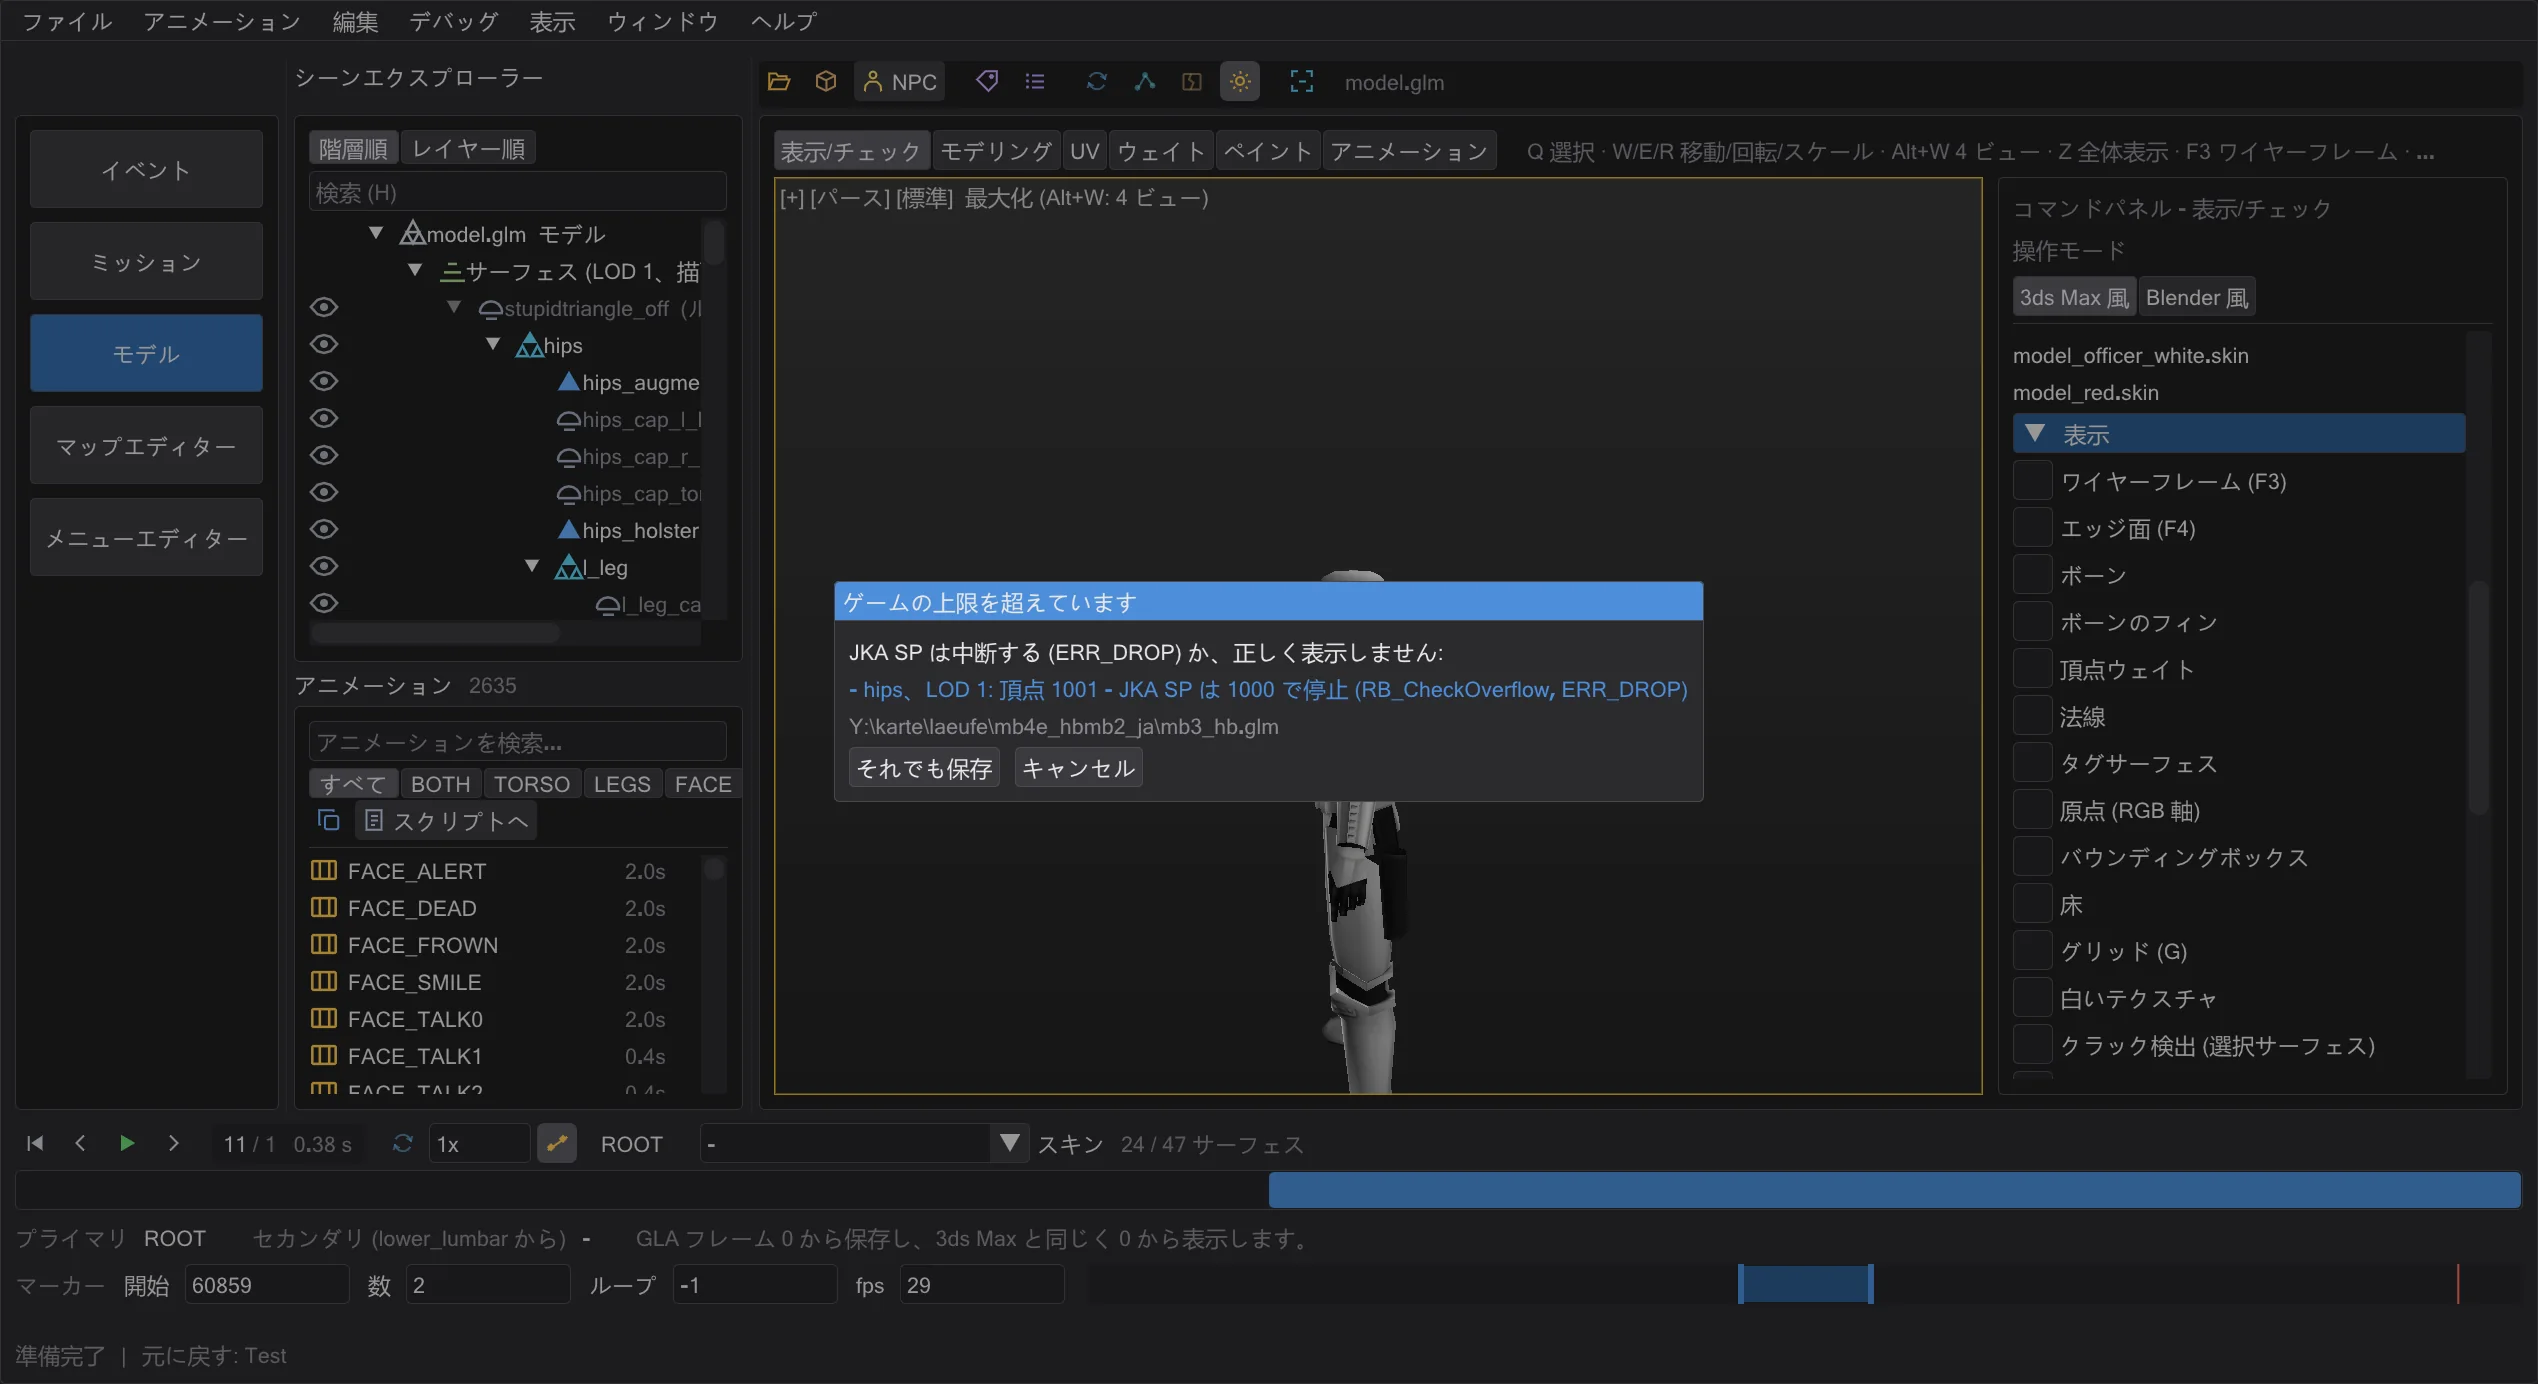 ファイル アニメーション 編集 デバッグ 表示 ウィンドウ ヘルプ
イベント
ミッション
モデル
マップエディター
メニューエディター
シーンエクスプローラー
階層順 レイヤー順
検索 (H)
model.glm モデル
サーフェス (LOD 1、描
stupidtriangle_off (ル
hips
hips_augme
hips_cap_l_l
hips_cap_r_
hips_cap_to
hips_holster
l_leg
l_leg_ca
アニメーション 2635
アニメーションを検索...
すべて BOTH TORSO LEGS FACE
スクリプトへ
FACE_ALERT 2.0s
FACE_DEAD 2.0s
FACE_FROWN 2.0s
FACE_SMILE 2.0s
FACE_TALK0 2.0s
FACE_TALK1 0.4s
FACE_TALK2 0.4s
NPC model.glm
表示/チェック モデリング UV ウェイト ペイント アニメーション Q 選択 · W/E/R 移動/回転/スケール · Alt+W 4 ビュー · Z 全体表示 · F3 ワイヤーフレーム · ...
[+] [パース] [標準] 最大化 (Alt+W: 4 ビュー)
ゲームの上限を超えています
JKA SP は中断する (ERR_DROP) か、正しく表示しません:
- hips、LOD 1: 頂点 1001 - JKA SP は 1000 で停止 (RB_CheckOverflow, ERR_DROP)
Y:\karte\laeufe\mb4e_hbmb2_ja\mb3_hb.glm
それでも保存 キャンセル
コマンドパネル - 表示/チェック
操作モード
3ds Max 風 Blender 風
model_officer_white.skin
model_red.skin
表示
ワイヤーフレーム (F3)
エッジ面 (F4)
ボーン
ボーンのフィン
頂点ウェイト
法線
タグサーフェス
原点 (RGB 軸)
バウンディングボックス
床
グリッド (G)
白いテクスチャ
クラック検出 (選択サーフェス)
11 / 1 0.38 s 1x ROOT - スキン 24 / 47 サーフェス
プライマリ ROOT セカンダリ (lower_lumbar から) - GLA フレーム 0 から保存し、3ds Max と同じく 0 から表示します。
マーカー 開始 60859 数 2 ループ -1 fps 29
準備完了 | 元に戻す: Test